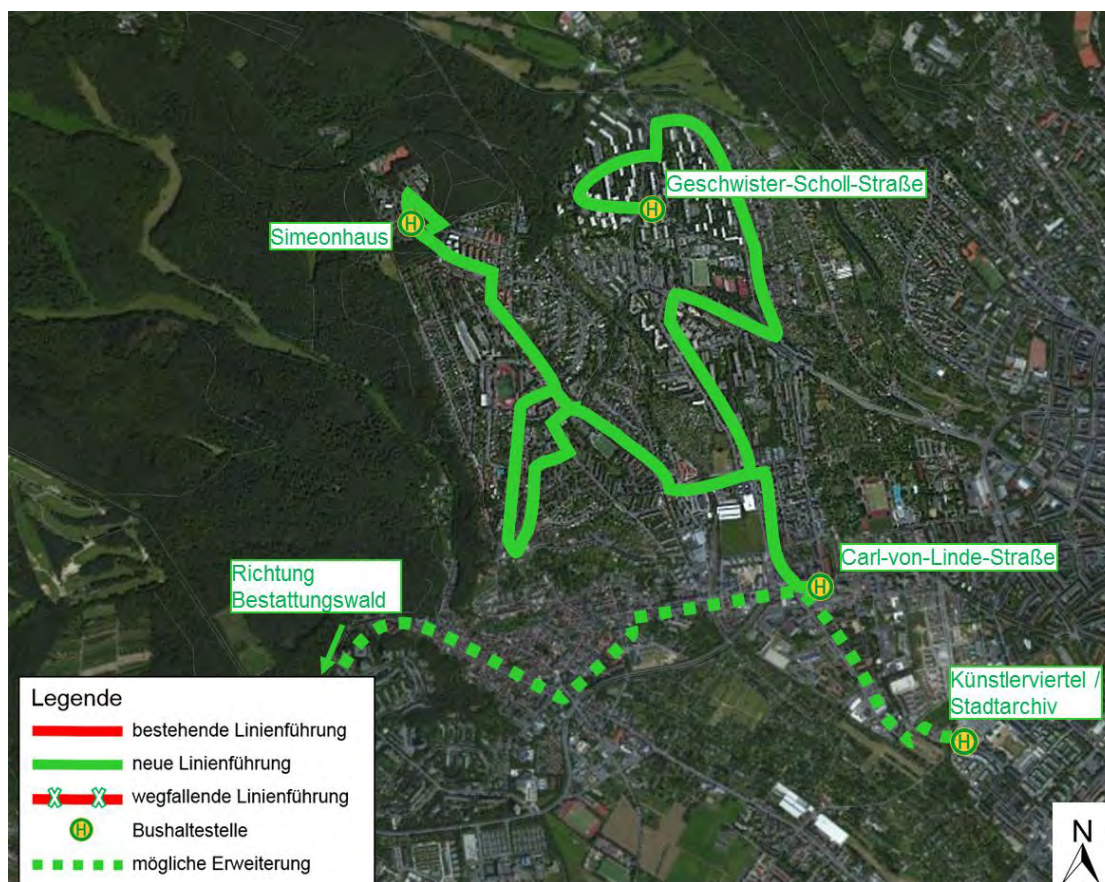 Geschwister-Scholl-Straße
Simeonhaus
Carl-von-Linde-Straße
Richtung
Bestattungswald
Künstlerviertel /
Stadtarchiv
Legende
bestehende Linienführung
neue Linienführung
wegfallende Linienführung
H Bushaltestelle
mögliche Erweiterung
N
H
H
H
H